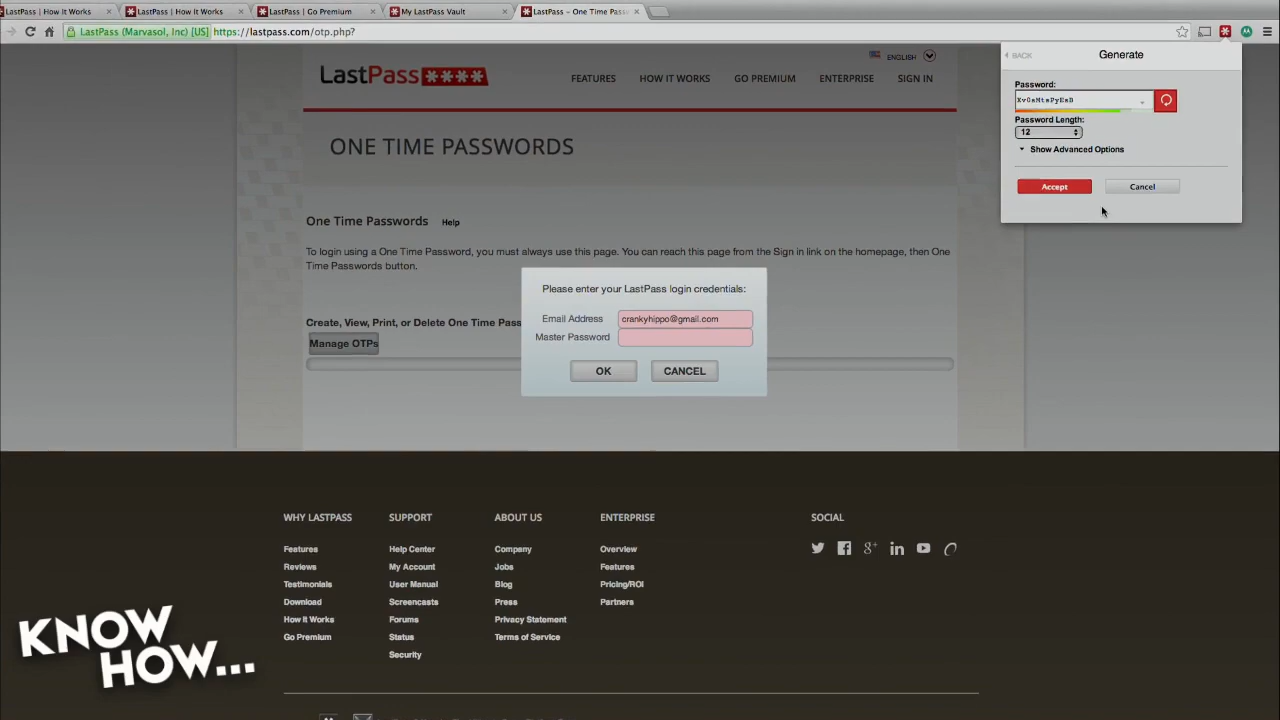 LastPass | How It Works
LastPass | How It Works
LastPass | Go Premium
My LastPass Vault
LastPass – One Time Pass
LastPass (Marvasol, Inc) [US]
https://lastpass.com/otp.php?
LastPass****
ENGLISH
FEATURES
HOW IT WORKS
GO PREMIUM
ENTERPRISE
SIGN IN
BACK
Generate
Password:
Password Length:
12
Show Advanced Options
Accept
Cancel
ONE TIME PASSWORDS
One Time Passwords Help
To login using a One Time Password, you must always use this page. You can reach this page from the Sign in link on the homepage, then One
Time Passwords button.
Create, View, Print, or Delete One Time Pass
Manage OTPs
Please enter your LastPass login credentials:
Email Address crankyhippo@gmail.com
Master Password
OK
CANCEL
WHY LASTPASS
Features
Reviews
Testimonials
Download
How It Works
Go Premium
SUPPORT
Help Center
My Account
User Manual
Screencasts
Forums
Status
Security
ABOUT US
Company
Jobs
Blog
Press
Privacy Statement
Terms of Service
ENTERPRISE
Overview
Features
Pricing/ROI
Partners
SOCIAL
KNOW
HOW...